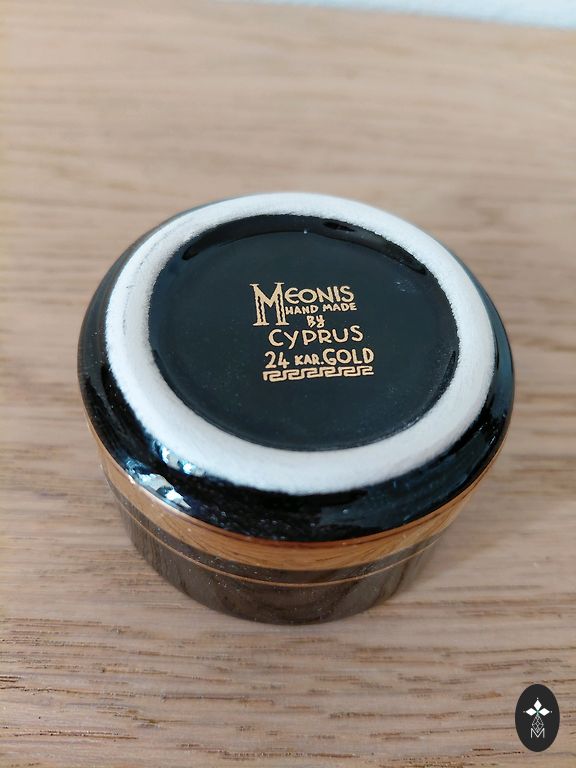 MEONIS
HAND MADE
By
CYPRUS
24 KAR.GOLD
M